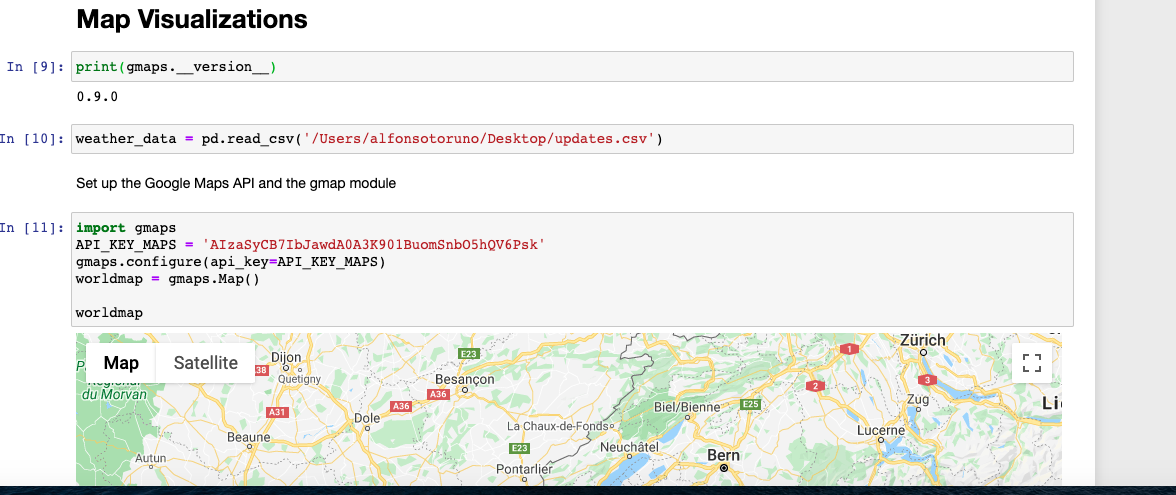 Map Visualizations
In [9]: print(gmaps.__version__)
0.9.0
In [10]: weather_data = pd.read_csv('/Users/alfonsotoruno/Desktop/updates.csv')
Set up the Google Maps API and the gmap module
In [11]: import gmaps
API_KEY_MAPS = 'AIzaSyCB7IbJawdA0A3K901BuomSnbO5hQV6Psk'
gmaps.configure(api_key=API_KEY_MAPS)
worldmap = gmaps.Map()
worldmap
Map Satellite
Zürich
Dijon
E23
1
38
Quetigny
Besançon
2
3
du Morvan
A36
Zug
A31
A36
Biel/Bienne
E25
Dole
La Chaux-de-Fonds
Lucerne
Beaune
E23
Neuchâtel
Autun
Pontarlier
Bern